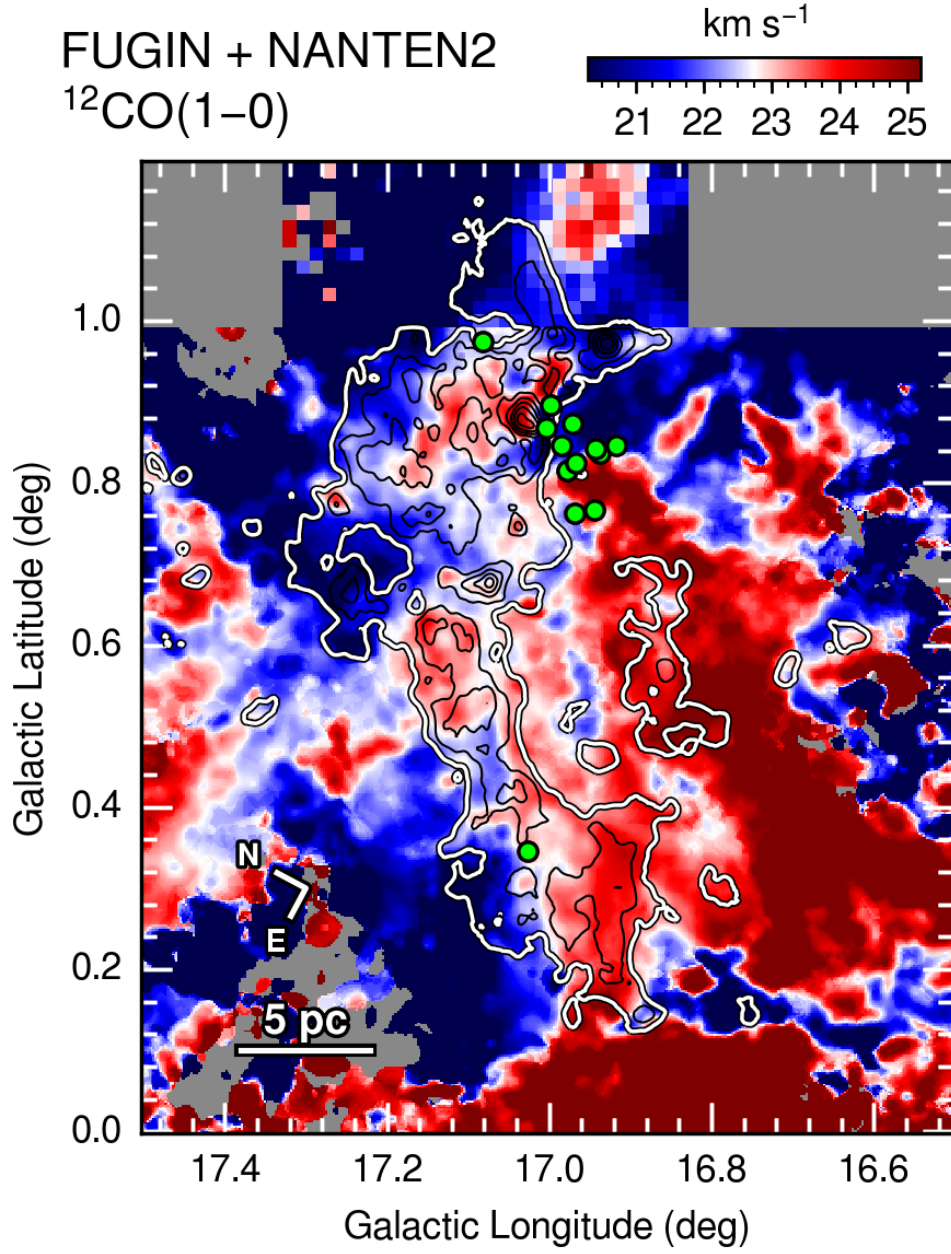 FUGIN + NANTEN2
¹²CO(1−0)
km s⁻¹
21 22 23 24 25
1.0
0.8
0.6
0.4
0.2
0.0
Galactic Latitude (deg)
N
E
5 pc
17.4 17.2 17.0 16.8 16.6
Galactic Longitude (deg)